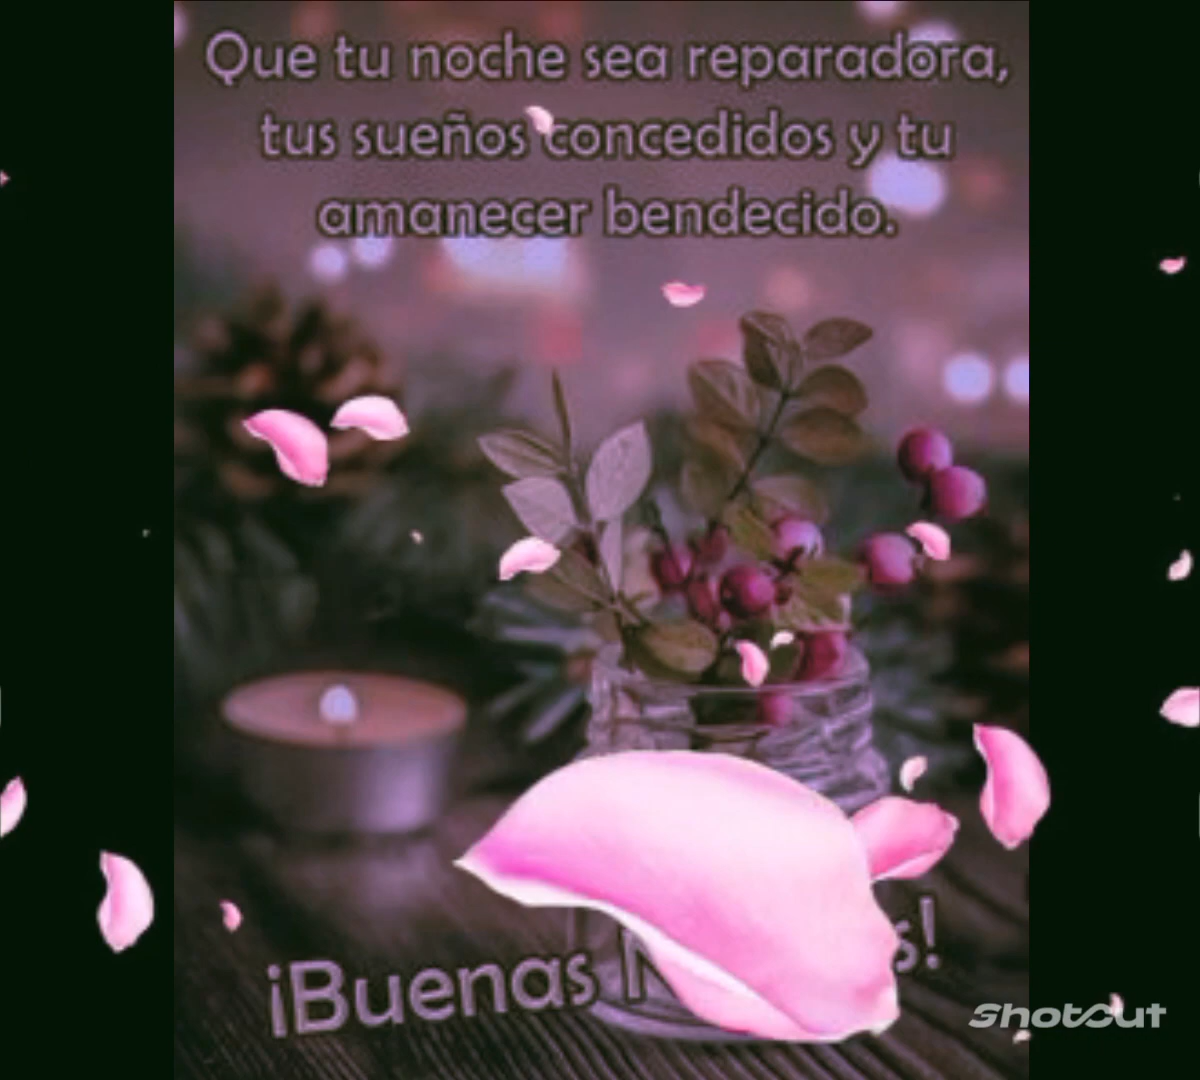 Que tu noche sea reparadora,
tus sueños concedidos y tu
amanecer bendecido.
¡Buenas
ShotCut